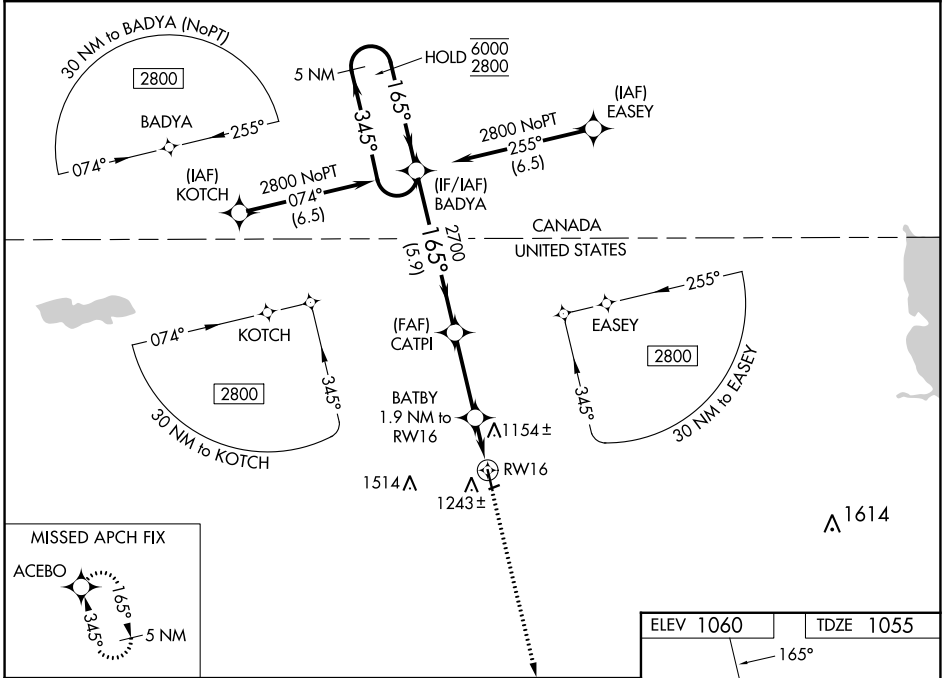 30 NM to BADYA (NoPT)
2800
BADYA
074°
255°
5 NM
HOLD
6000
2800
165°
345°
(IAF)
EASEY
2800 NoPT
255°
(6.5)
(IAF)
KOTCH
2800 NoPT
074°
(6.5)
(IF/IAF)
BADYA
CANADA
UNITED STATES
2700
165°
(5.9)
074°
KOTCH
2800
345°
30 NM to KOTCH
(FAF)
CATPI
255°
EASEY
2800
345°
30 NM to EASEY
BATBY
1.9 NM to
RW16
1154±
RW16
1514
1243±
1614
MISSED APCH FIX
ACEBO
165°
345°
5 NM
ELEV 1060
TDZE 1055
165°